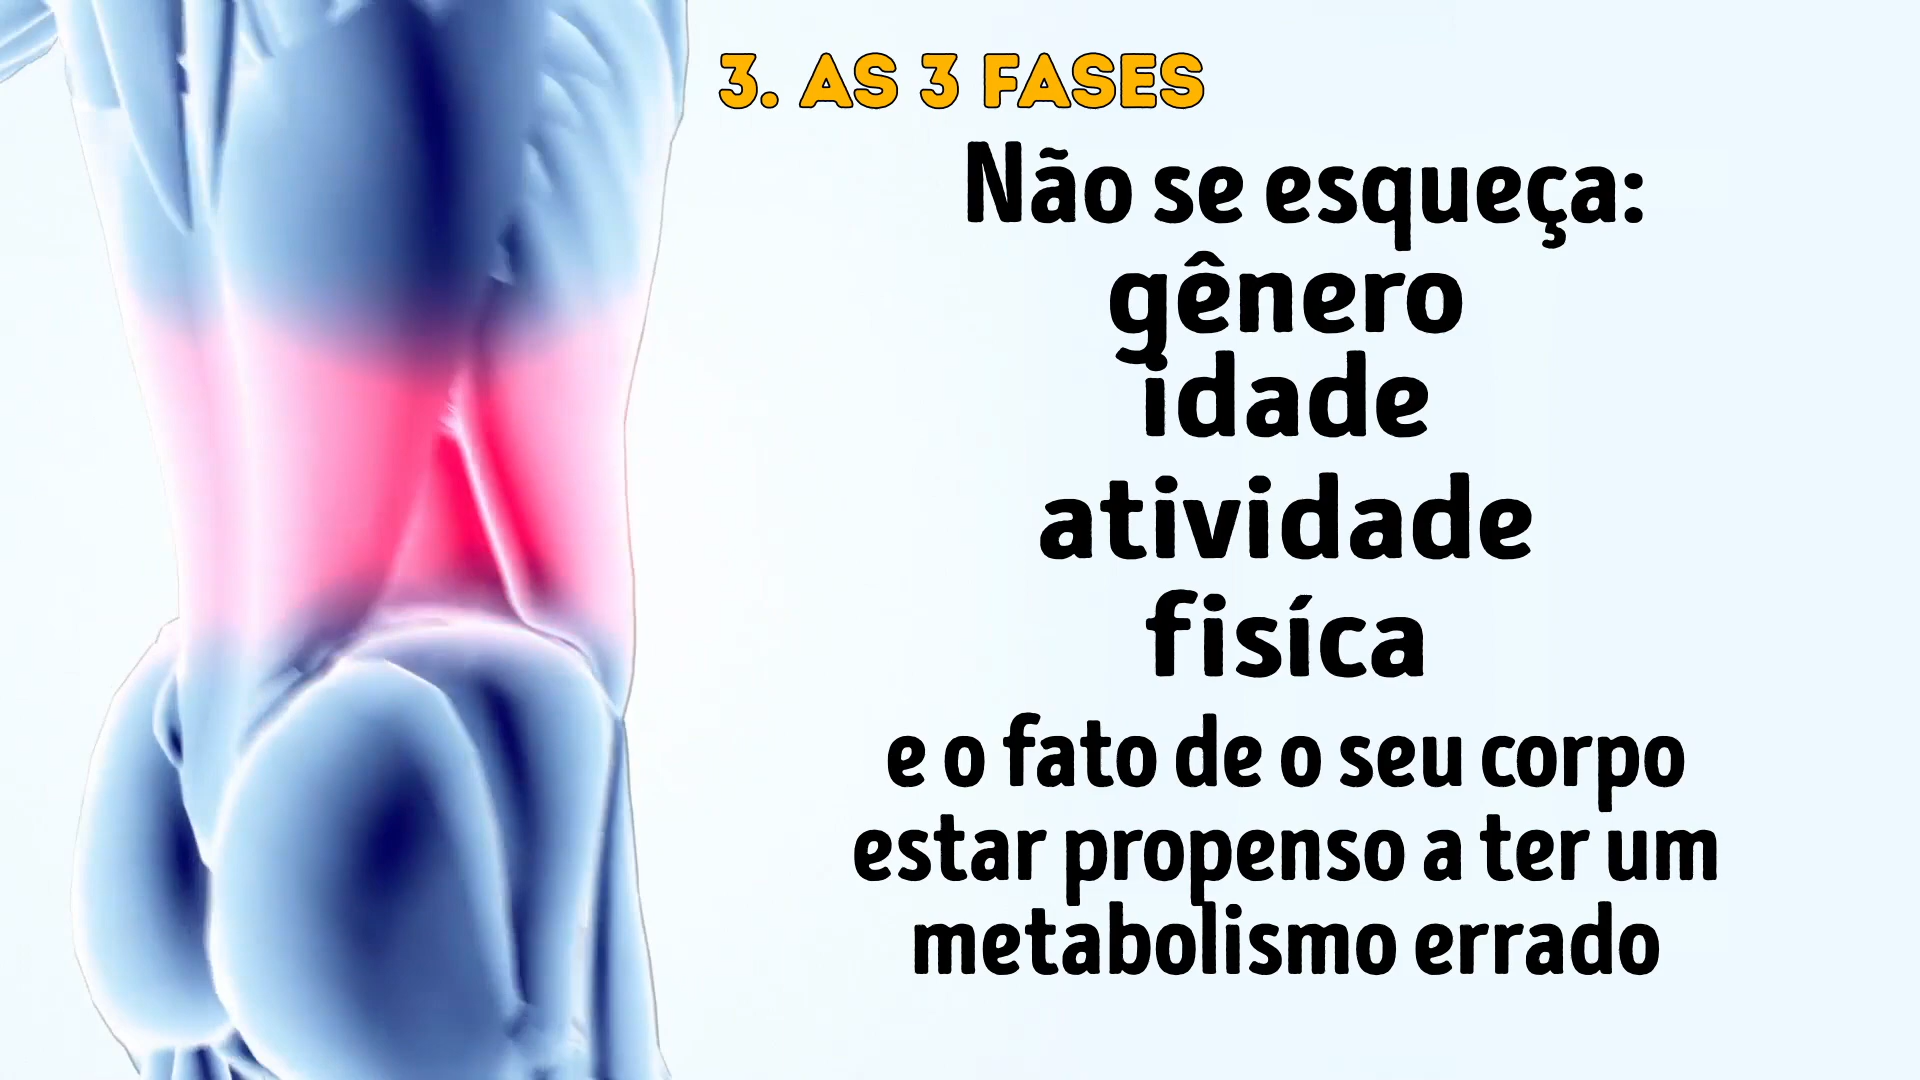 3. AS 3 FASES
Não se esqueça:
gênero
idade
atividade
fisíca
e o fato de o seu corpo
estar propenso a ter um
metabolismo errado